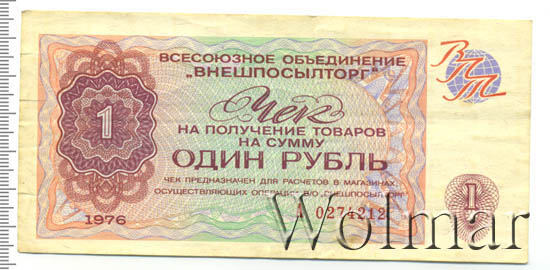 ВСЕСОЮЗНОЕ ОБЪЕДИНЕНИЕ
„ВНЕШПОСЫЛТОРГ"
ВПТ
Чек
НА ПОЛУЧЕНИЕ ТОВАРОВ
НА СУММУ
ОДИН РУБЛЬ
1
ЧЕК ПРЕДНАЗНАЧЕН ДЛЯ РАСЧЕТОВ В МАГАЗИНАХ,
ОСУЩЕСТВЛЯЮЩИХ ОПЕРАЦИИ В/О „ВНЕШПОСЫЛТОРГ"
1976
А 0274212
1
Wolmar